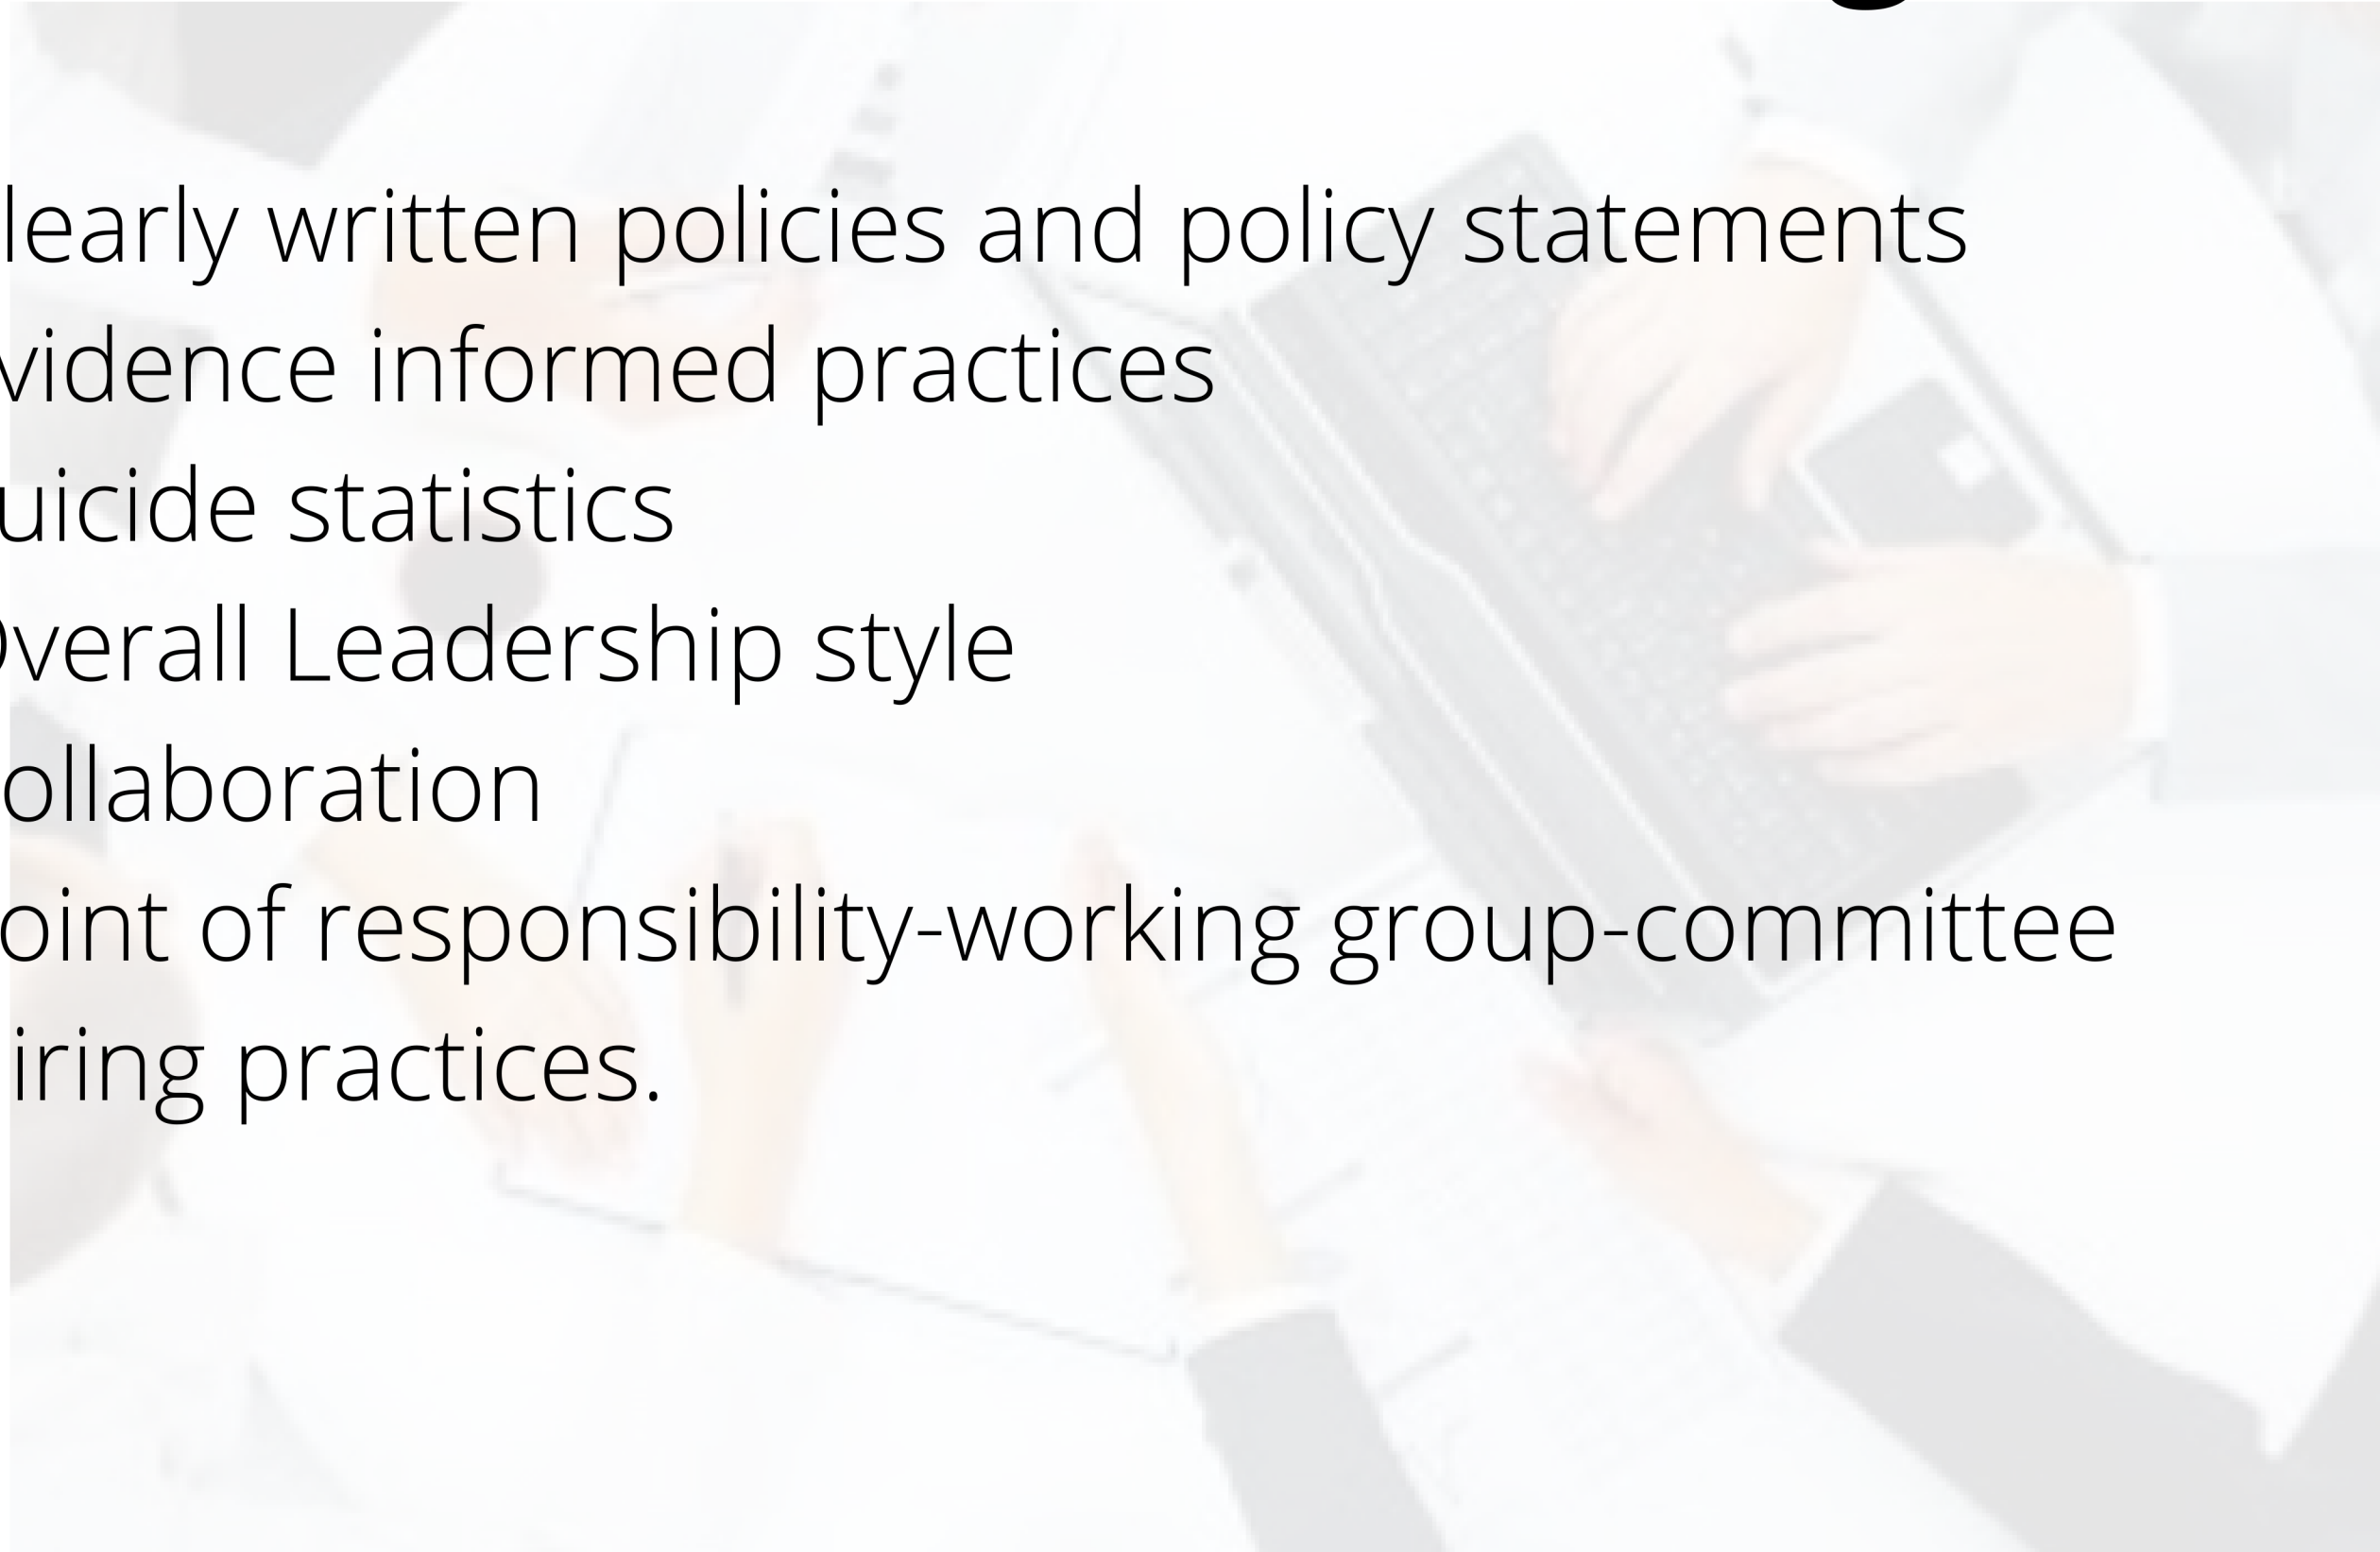 learly written policies and policy statements
vidence informed practices
uicide statistics
Overall Leadership style
ollaboration
oint of responsibility-working group-committee
iring practices.